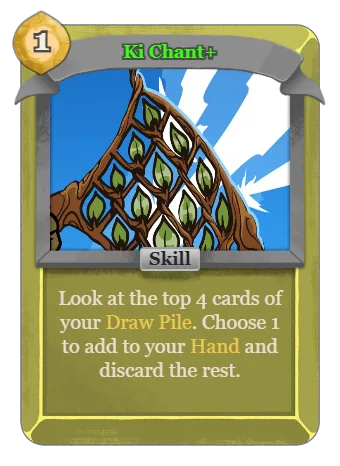 1
Ki Chant+
Skill
Look at the top 4 cards of
your Draw Pile. Choose 1
to add to your Hand and
discard the rest.